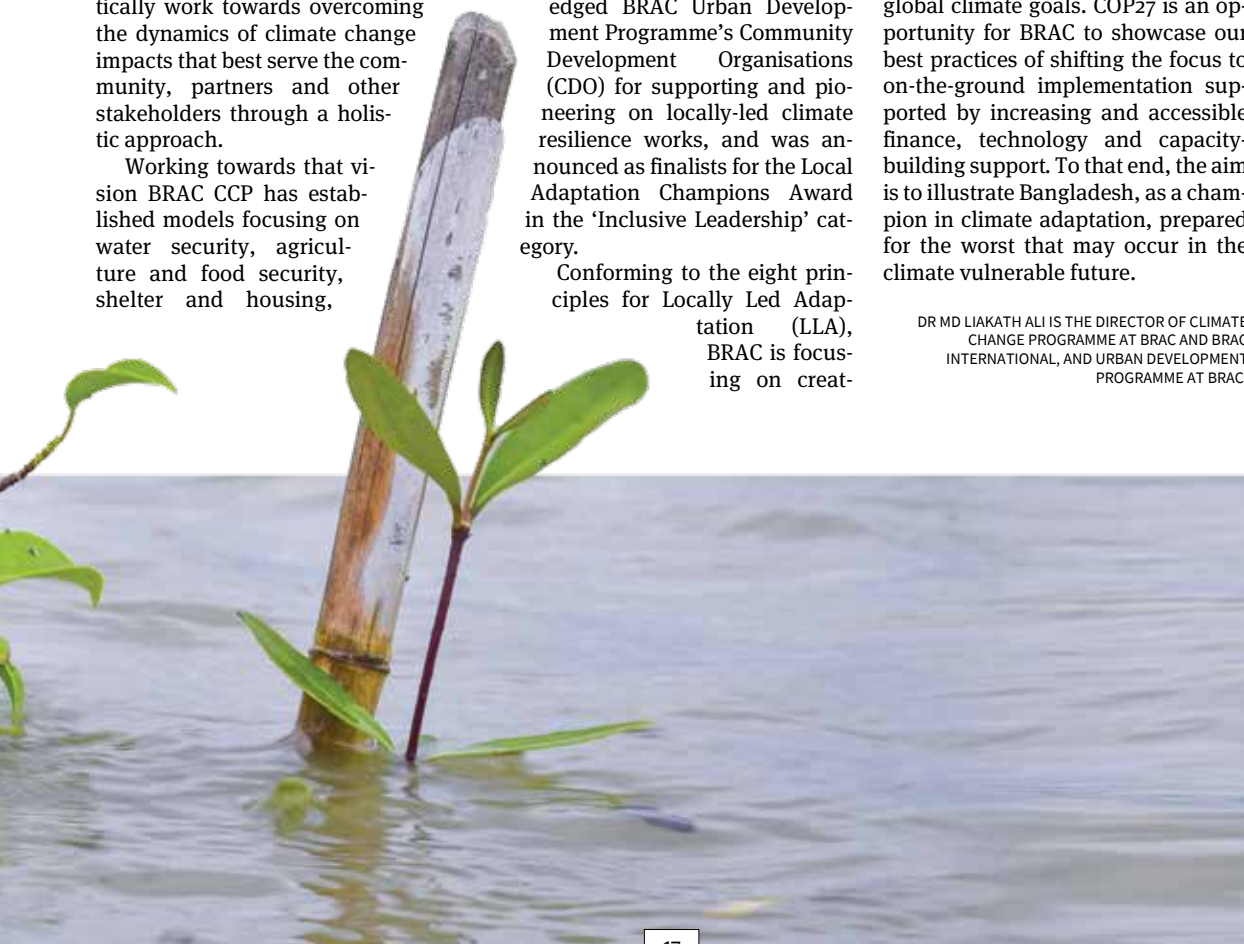 tically work towards overcoming
the dynamics of climate change
impacts that best serve the com-
munity, partners and other
stakeholders through a holis-
tic approach.
Working towards that vi-
sion BRAC CCP has estab-
lished models focusing on
water security, agricul-
ture and food security,
shelter and housing,
edged BRAC Urban Develop-
ment Programme's Community
Development Organisations
(CDO) for supporting and pio-
neering on locally-led climate
resilience works, and was an-
nounced as finalists for the Local
Adaptation Champions Award
in the ‘Inclusive Leadership’ cat-
egory.
Conforming to the eight prin-
ciples for Locally Led Adap-
tation (LLA),
BRAC is focus-
ing on creat-
global climate goals. COP27 is an op-
portunity for BRAC to showcase our
best practices of shifting the focus to
on-the-ground implementation sup-
ported by increasing and accessible
finance, technology and capacity-
building support. To that end, the aim
is to illustrate Bangladesh, as a cham-
pion in climate adaptation, prepared
for the worst that may occur in the
climate vulnerable future.
DR MD LIAKATH ALI IS THE DIRECTOR OF CLIMATE
CHANGE PROGRAMME AT BRAC AND BRAC
INTERNATIONAL, AND URBAN DEVELOPMENT
PROGRAMME AT BRAC